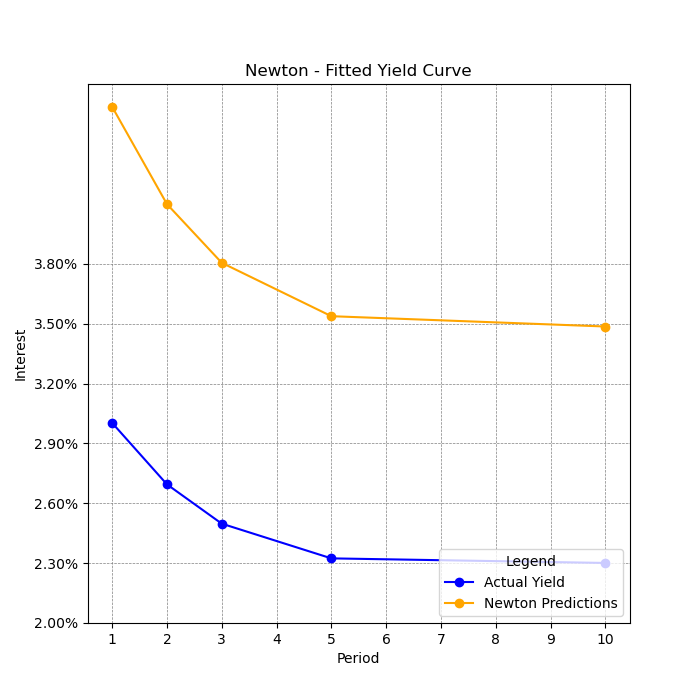 Newton - Fitted Yield Curve
Interest
3.80%
3.50%
3.20%
2.90%
2.60%
2.30%
2.00%
1 2 3 4 5 6 7 8 9 10
Period
Legend
Actual Yield
Newton Predictions